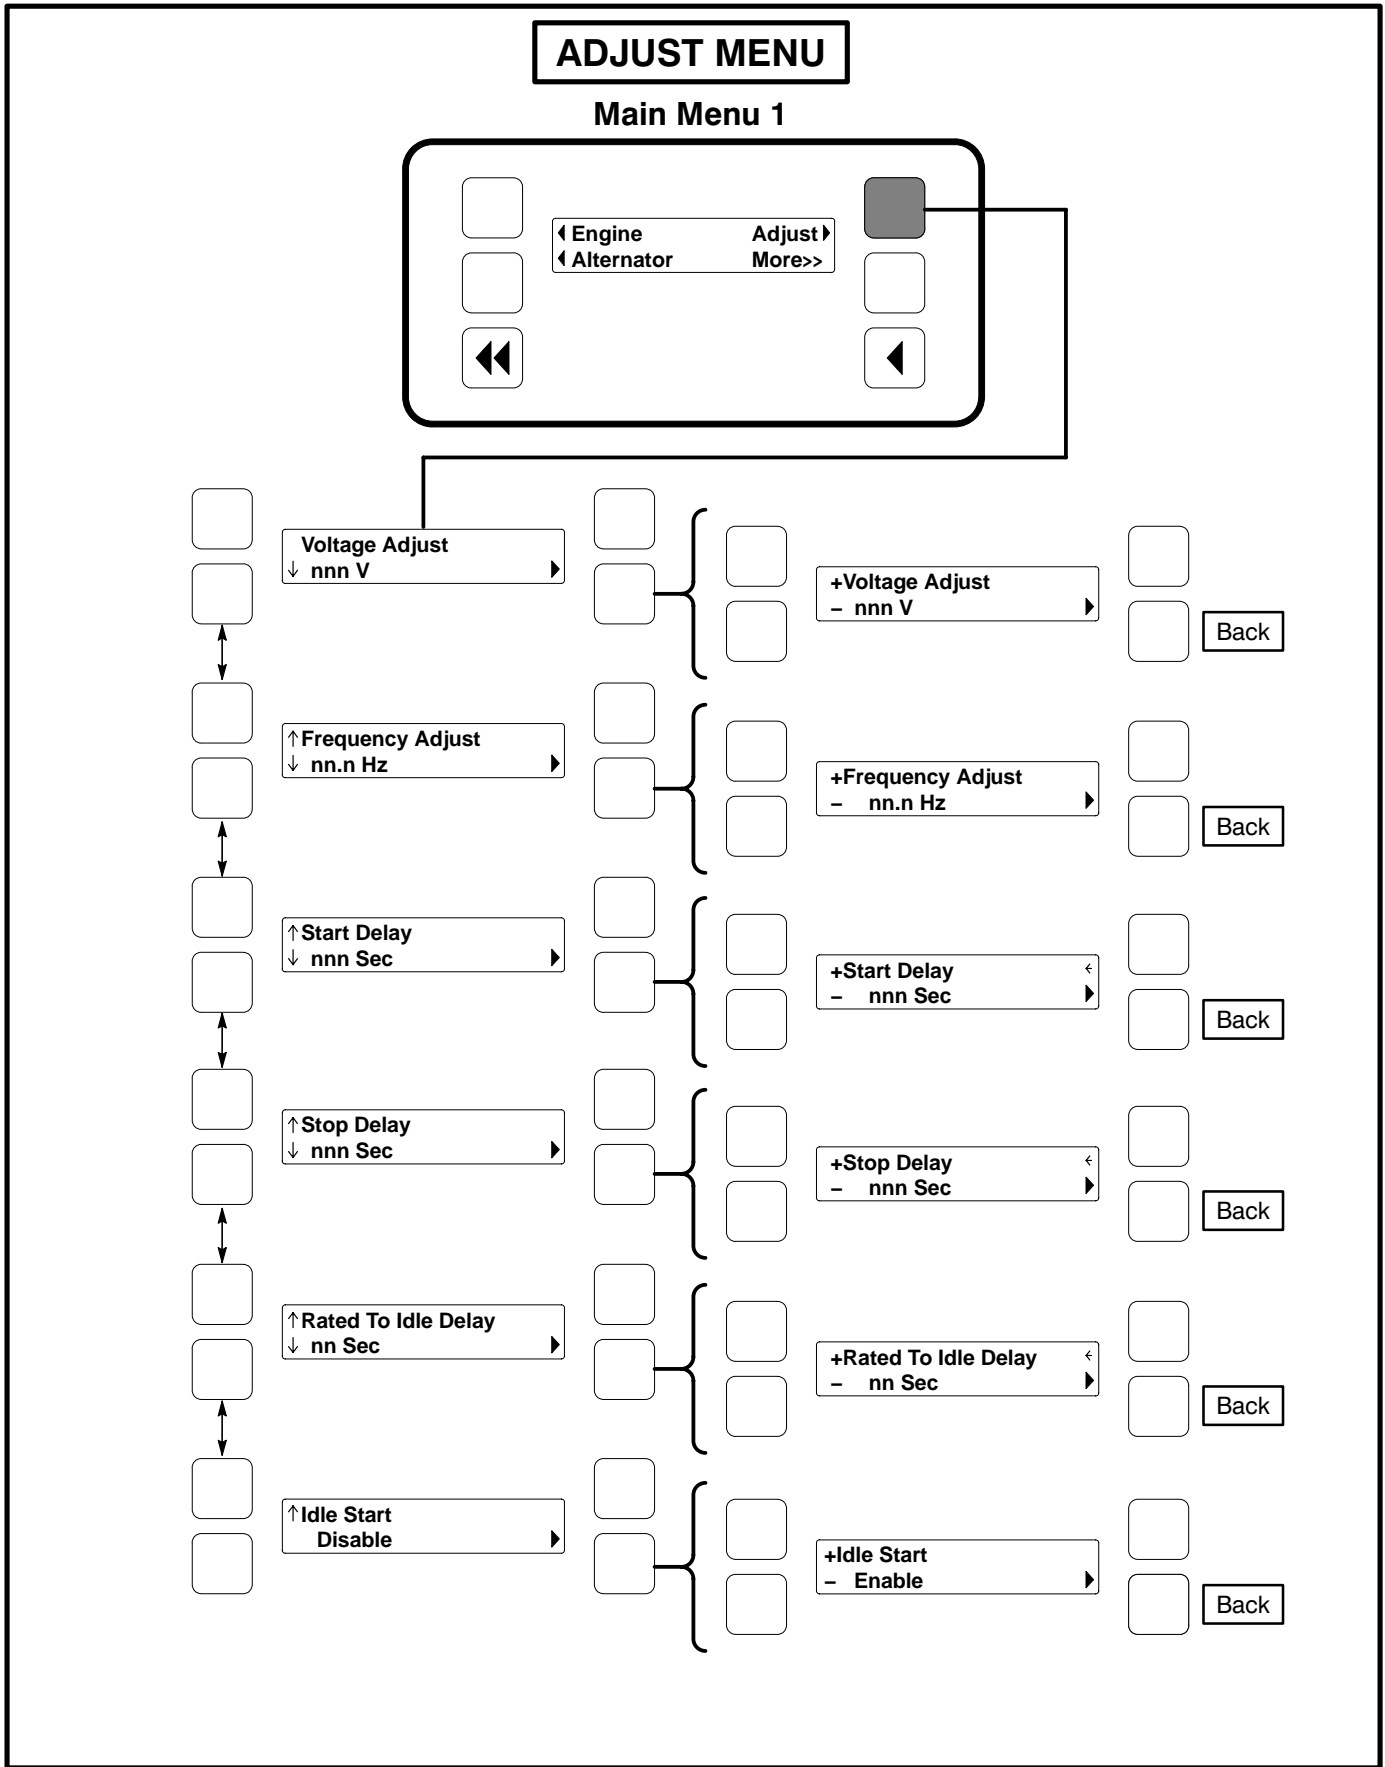 ADJUST MENU
Main Menu 1
Engine Adjust
Alternator More>>
Voltage Adjust
↓ nnn V
+Voltage Adjust
– nnn V
Back
↑Frequency Adjust
↓ nn.n Hz
+Frequency Adjust
– nn.n Hz
Back
↑Start Delay
↓ nnn Sec
+Start Delay ←
– nnn Sec
Back
↑Stop Delay
↓ nnn Sec
+Stop Delay ←
– nnn Sec
Back
↑Rated To Idle Delay
↓ nn Sec
+Rated To Idle Delay ←
– nn Sec
Back
↑Idle Start
Disable
+Idle Start
– Enable
Back